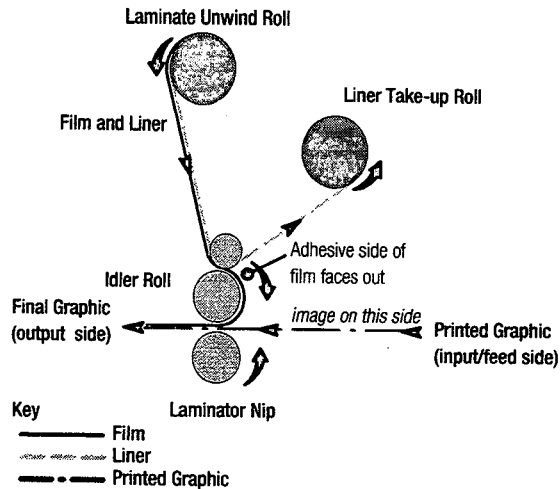 Laminate Unwind Roll
Liner Take-up Roll
Film and Liner
Adhesive side of
film faces out
Idler Roll
Final Graphic
(output side)
image on this side
Printed Graphic
(input/feed side)
Laminator Nip
Key
Film
Liner
Printed Graphic